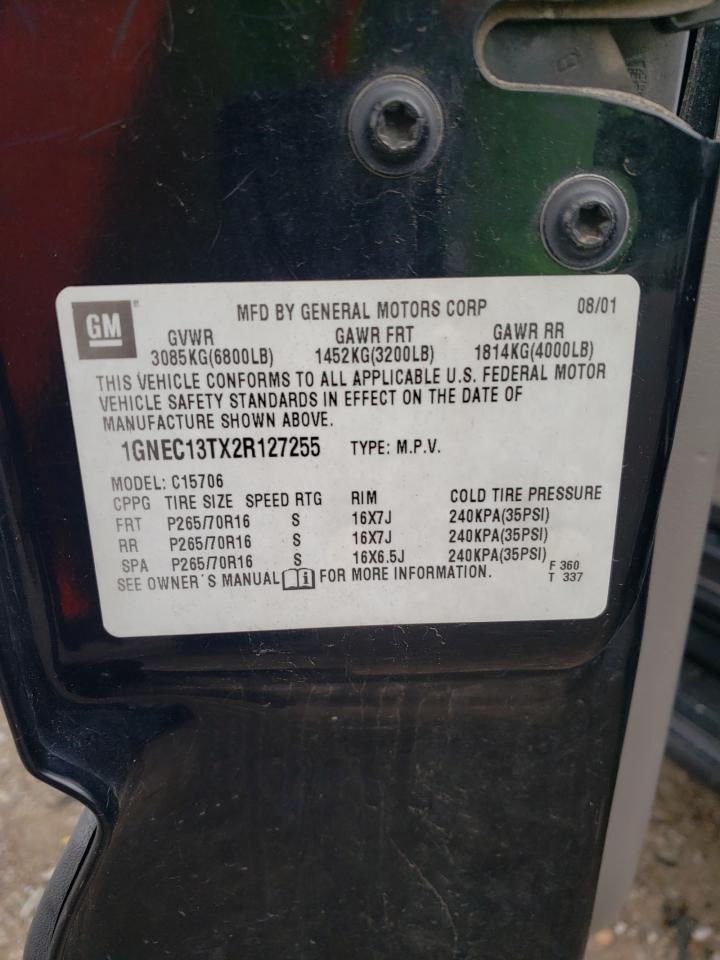 GM
MFD BY GENERAL MOTORS CORP 08/01
GVWR GAWR FRT GAWR RR
3085KG(6800LB) 1452KG(3200LB) 1814KG(4000LB)
THIS VEHICLE CONFORMS TO ALL APPLICABLE U.S. FEDERAL MOTOR
VEHICLE SAFETY STANDARDS IN EFFECT ON THE DATE OF
MANUFACTURE SHOWN ABOVE.
1GNEC13TX2R127255 TYPE: M.P.V.
MODEL: C15706
CPPG TIRE SIZE SPEED RTG RIM COLD TIRE PRESSURE
FRT P265/70R16 S 16X7J 240KPA(35PSI)
RR P265/70R16 S 16X7J 240KPA(35PSI)
SPA P265/70R16 S 16X6.5J 240KPA(35PSI)
SEE OWNER'S MANUAL FOR MORE INFORMATION.
F 360
T 337